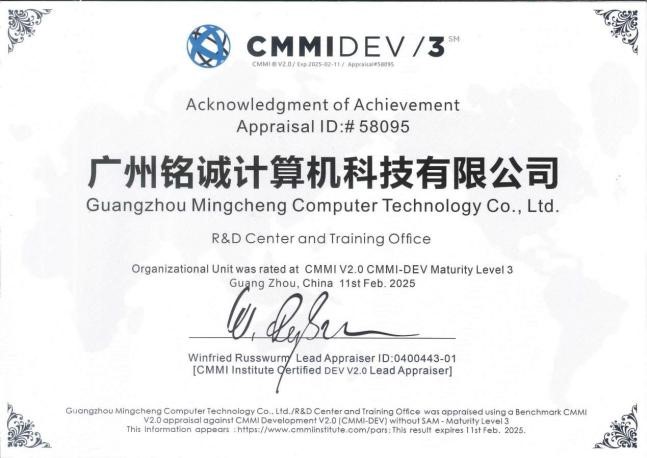 CMMIDEV/3 SM
CMMI®V2.0/ Exp.2025-02-11/ Appraisal#58095
Acknowledgment of Achievement
Appraisal ID:# 58095
广州铭诚计算机科技有限公司
Guangzhou Mingcheng Computer Technology Co., Ltd.
R&D Center and Training Office
Organizational Unit was rated at CMMI V2.0 CMMI-DEV Maturity Level 3
Guang Zhou, China 11st Feb. 2025
Winfried Russwurm Lead Appraiser ID:0400443-01
[CMMI Institute Certified DEV V2.0 Lead Appraiser]
Guangzhou Mingcheng Computer Technology Co., Ltd./R&D Center and Training Office was appraised using a Benchmark CMMI
V2.0 appraisal against CMMI Development V2.0 (CMMI-DEV) without SAM - Maturity Level 3
This information appears : https://www.cmmiinstitute.com/pars; This result expires 11st Feb. 2025.